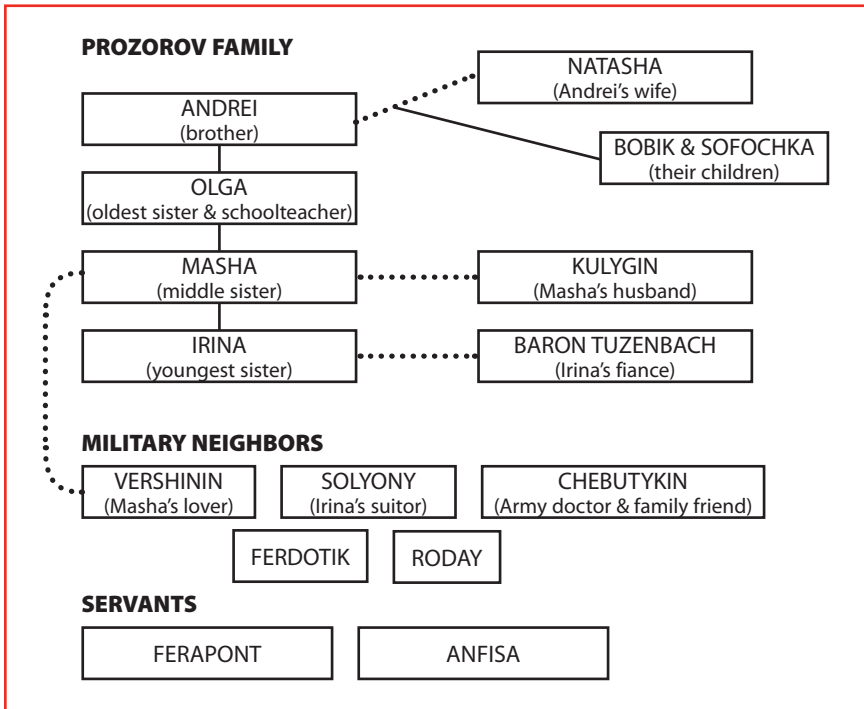 PROZOROV FAMILY
NATASHA
(Andrei's wife)
ANDREI
(brother)
BOBIK & SOFOCHKA
(their children)
OLGA
(oldest sister & schoolteacher)
MASHA
(middle sister)
KULYGIN
(Masha's husband)
IRINA
(youngest sister)
BARON TUZENBACH
(Irina's fiance)
MILITARY NEIGHBORS
VERSHININ
(Masha's lover)
SOLYONY
(Irina's suitor)
CHEBUTYKIN
(Army doctor & family friend)
FERDOTIK
RODAY
SERVANTS
FERAPONT
ANFISA